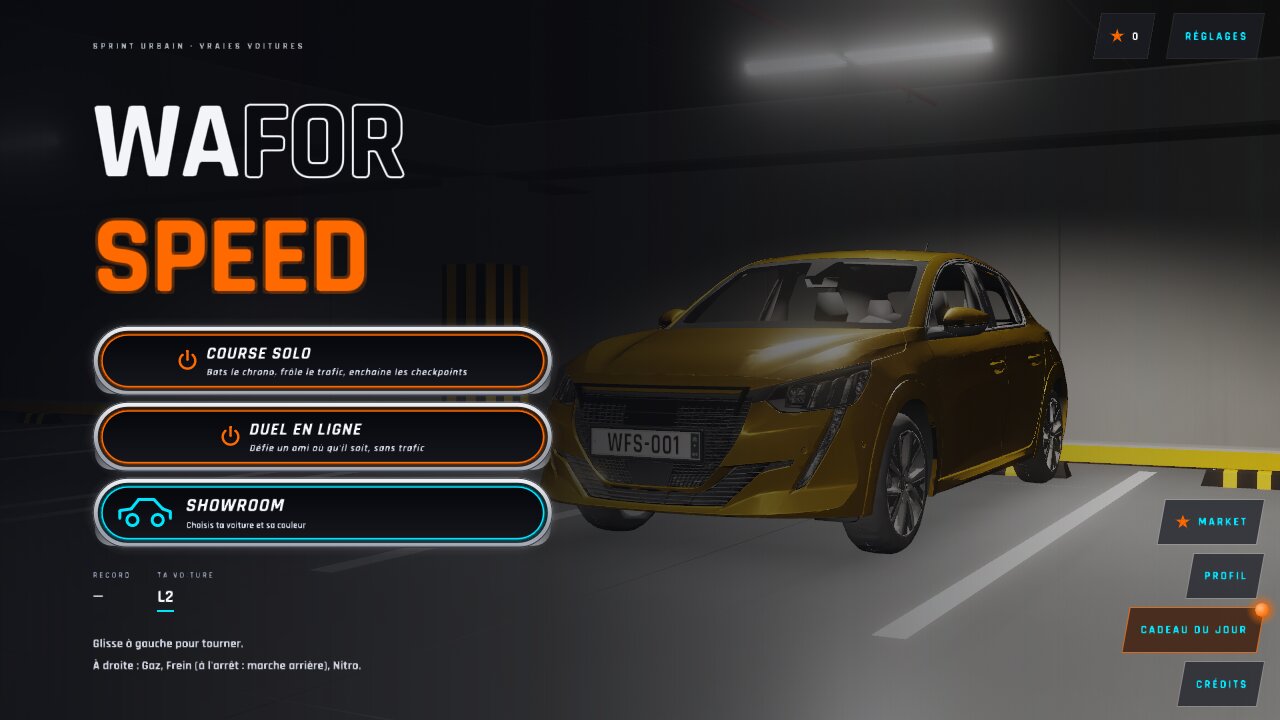 SPRINT URBAIN · VRAIES VOITURES
★ 0
RÉGLAGES
WAFOR
SPEED
COURSE SOLO
Bats le chrono, frôle le trafic, enchaîne les checkpoints
DUEL EN LIGNE
Défie un ami où qu'il soit, sans trafic
SHOWROOM
Choisis ta voiture et sa couleur
WFS-001
RECORD
—
TA VOITURE
L2
Glisse à gauche pour tourner.
À droite : Gaz, Frein (à l'arrêt : marche arrière), Nitro.
★ MARKET
PROFIL
CADEAU DU JOUR
CRÉDITS